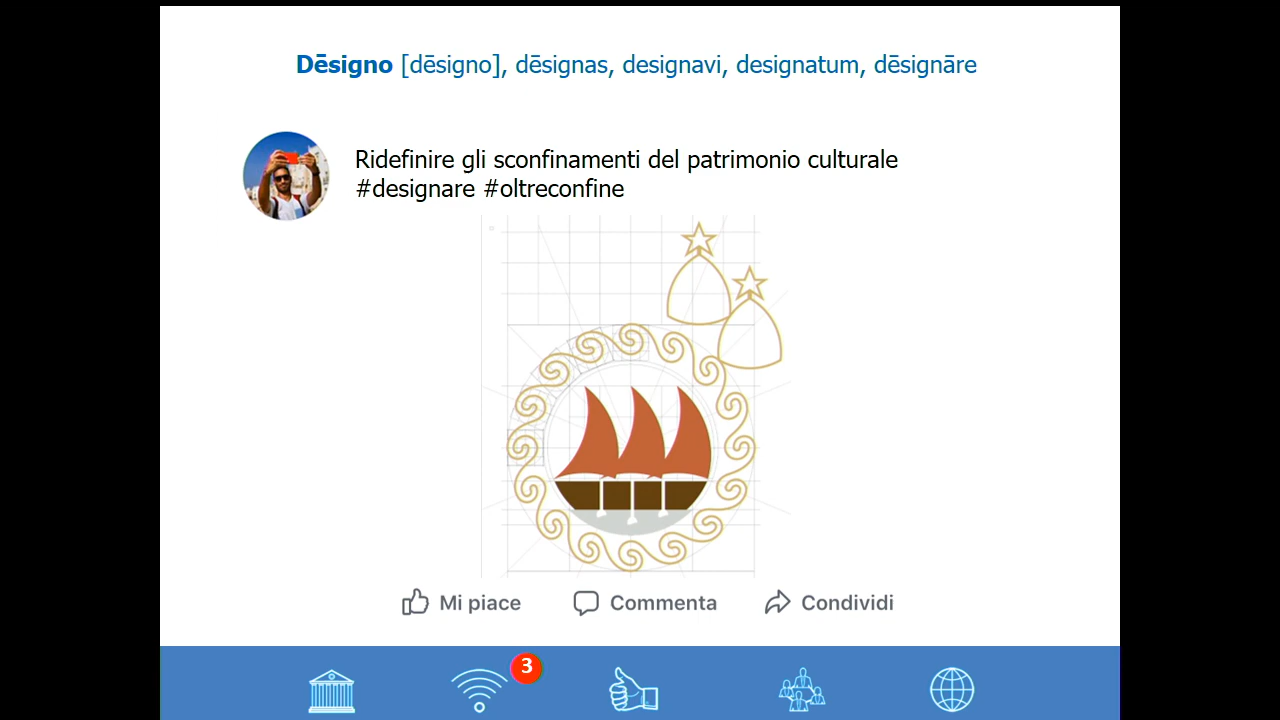 Dēsigno [dēsigno], dēsignas, designavi, designatum, dēsignāre
Ridefinire gli sconfinamenti del patrimonio culturale
#designare #oltreconfine
Mi piace
Commenta
Condividi
3